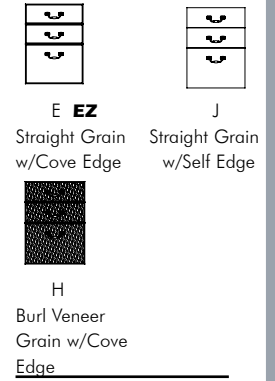 E EZ
Straight Grain
w/Cove Edge
J
Straight Grain
w/Self Edge
H
Burl Veneer
Grain w/Cove
Edge